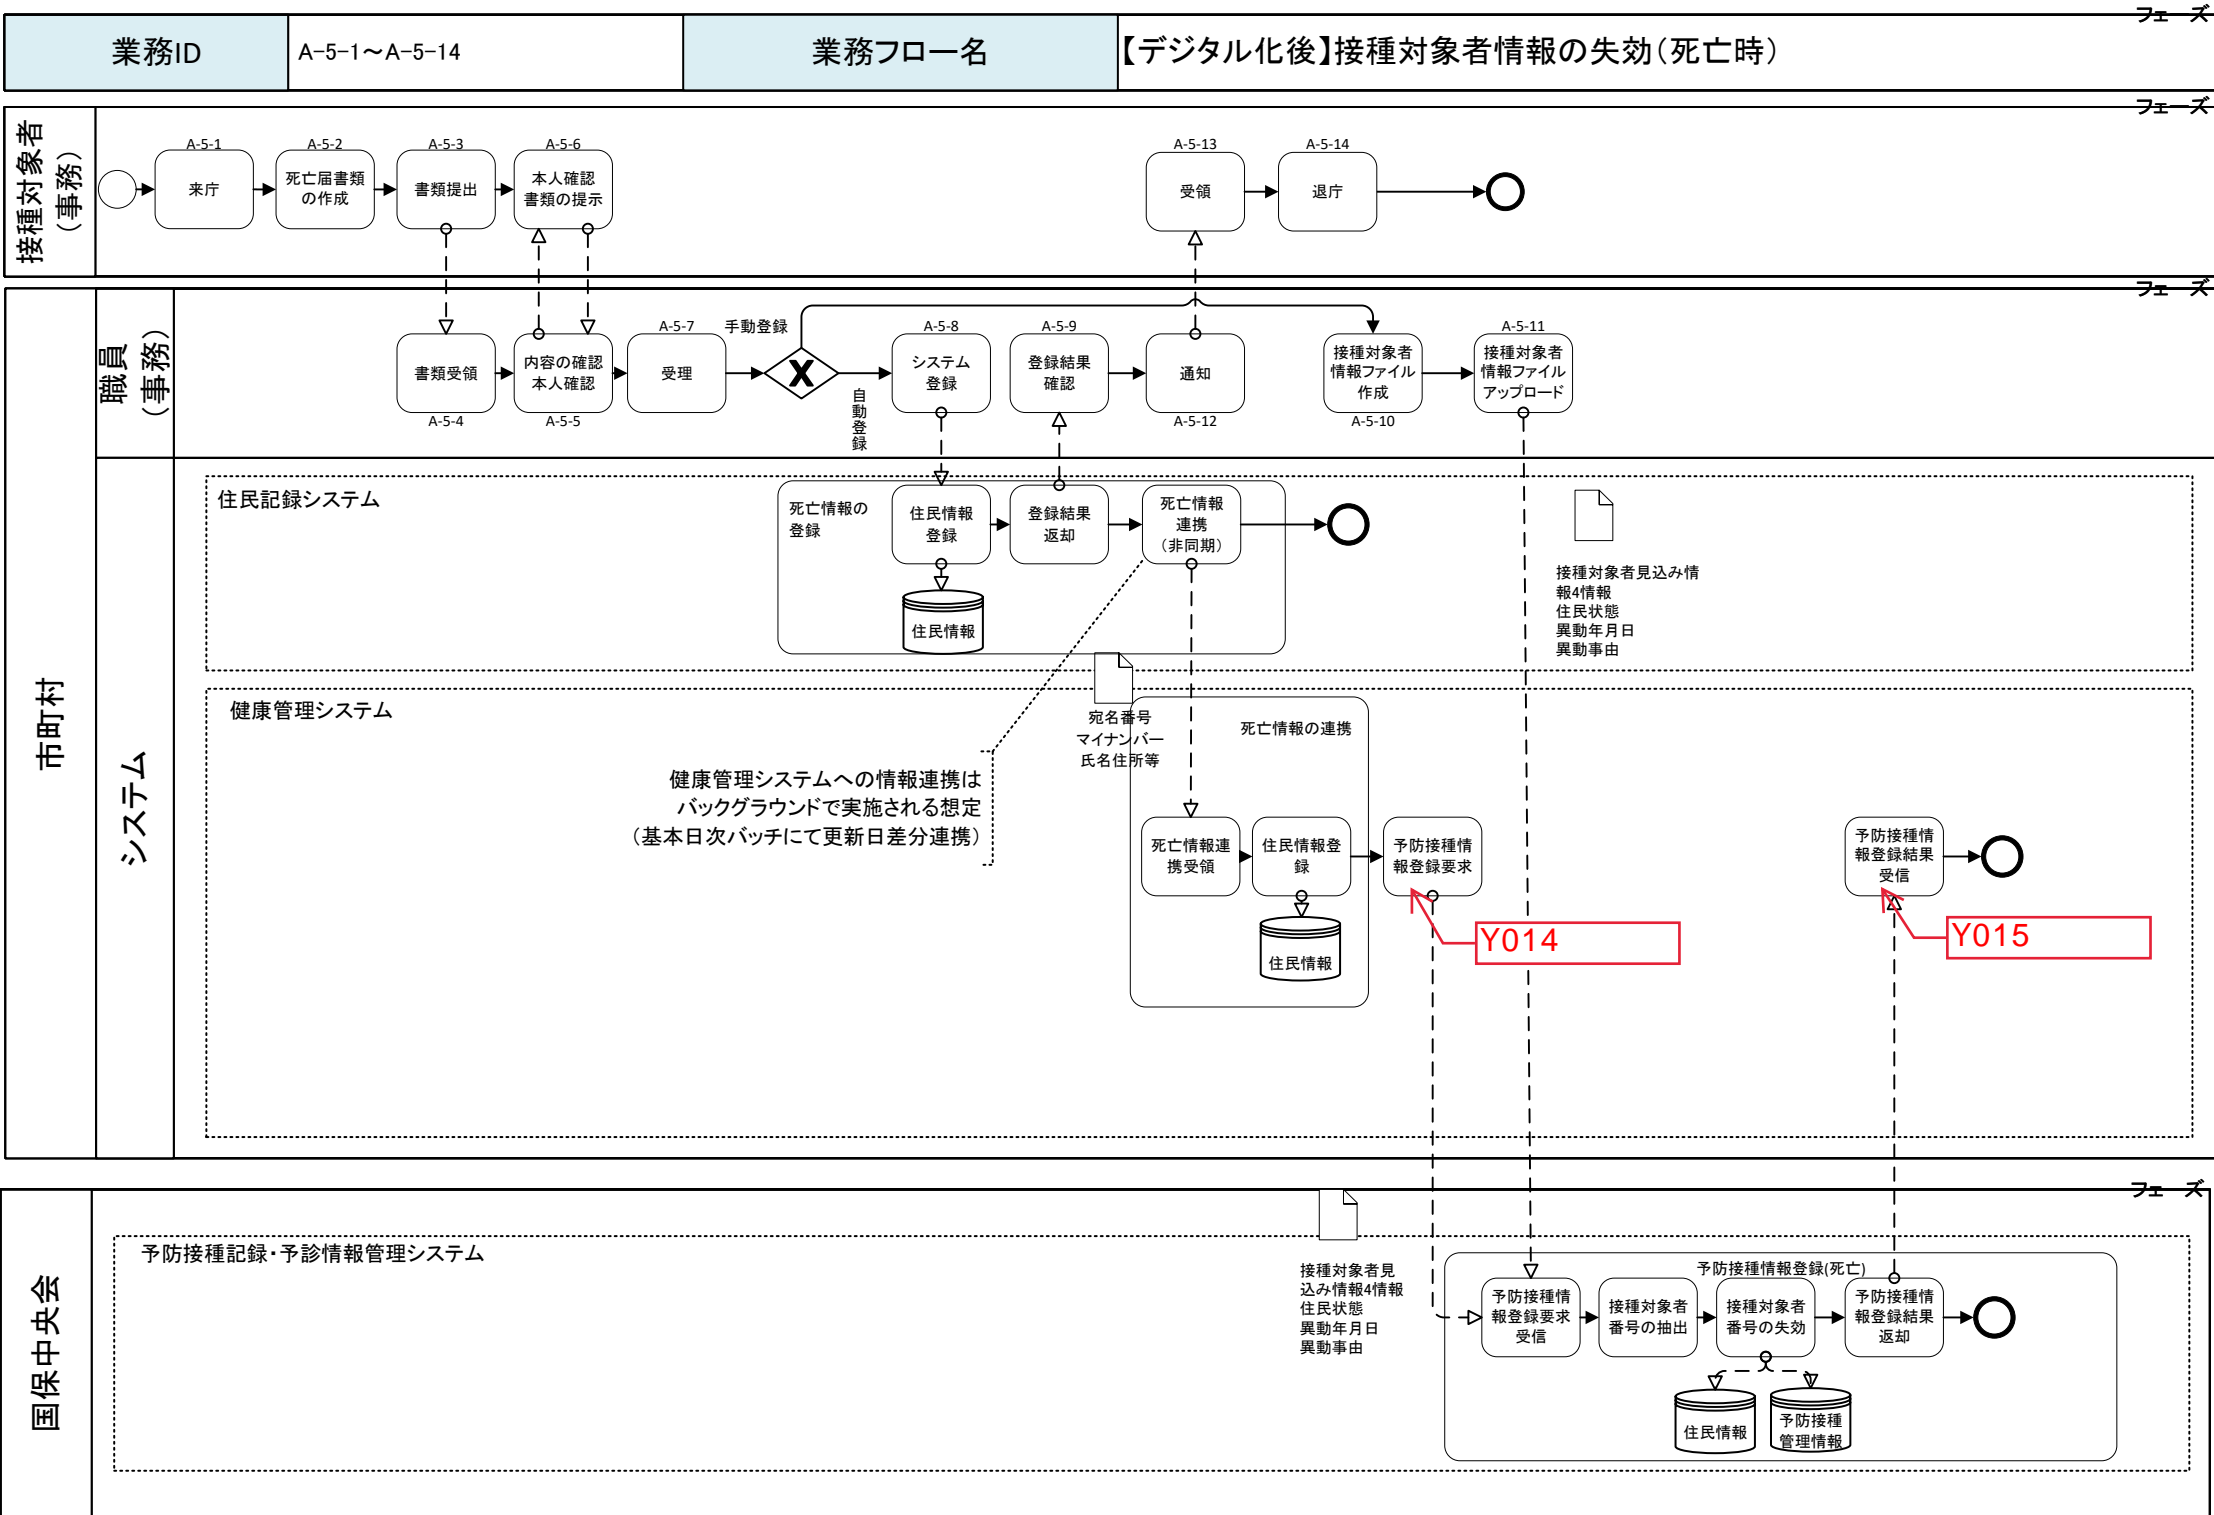 フェーズ
業務ID
A-5-1～A-5-14
業務フロー名
【デジタル化後】接種対象者情報の失効（死亡時）
フェーズ
接種対象者
（事務）
A-5-1
来庁
A-5-2
死亡届書類
の作成
A-5-3
書類提出
A-5-6
本人確認
書類の提示
A-5-13
受領
A-5-14
退庁
フェーズ
市町村
職員
（事務）
書類受領
A-5-4
内容の確認
本人確認
A-5-5
A-5-7
受理
手動登録
X
自動登録
A-5-8
システム
登録
A-5-9
登録結果
確認
通知
A-5-12
接種対象者
情報ファイル
作成
A-5-10
A-5-11
接種対象者
情報ファイル
アップロード
システム
住民記録システム
死亡情報の
登録
住民情報
登録
登録結果
返却
死亡情報
連携
（非同期）
住民情報
接種対象者見込み情
報4情報
住民状態
異動年月日
異動事由
健康管理システム
宛名番号
マイナンバー
氏名住所等
死亡情報の連携
健康管理システムへの情報連携は
バックグラウンドで実施される想定
（基本日次バッチにて更新日差分連携）
死亡情報連
携受領
住民情報登
録
予防接種情
報登録要求
予防接種情
報登録結果
受信
住民情報
Y014
Y015
フェーズ
国保中央会
予防接種記録・予診情報管理システム
接種対象者見
込み情報4情報
住民状態
異動年月日
異動事由
予防接種情報登録(死亡)
予防接種情
報登録要求
受信
接種対象者
番号の抽出
接種対象者
番号の失効
予防接種情
報登録結果
返却
住民情報
予防接種
管理情報